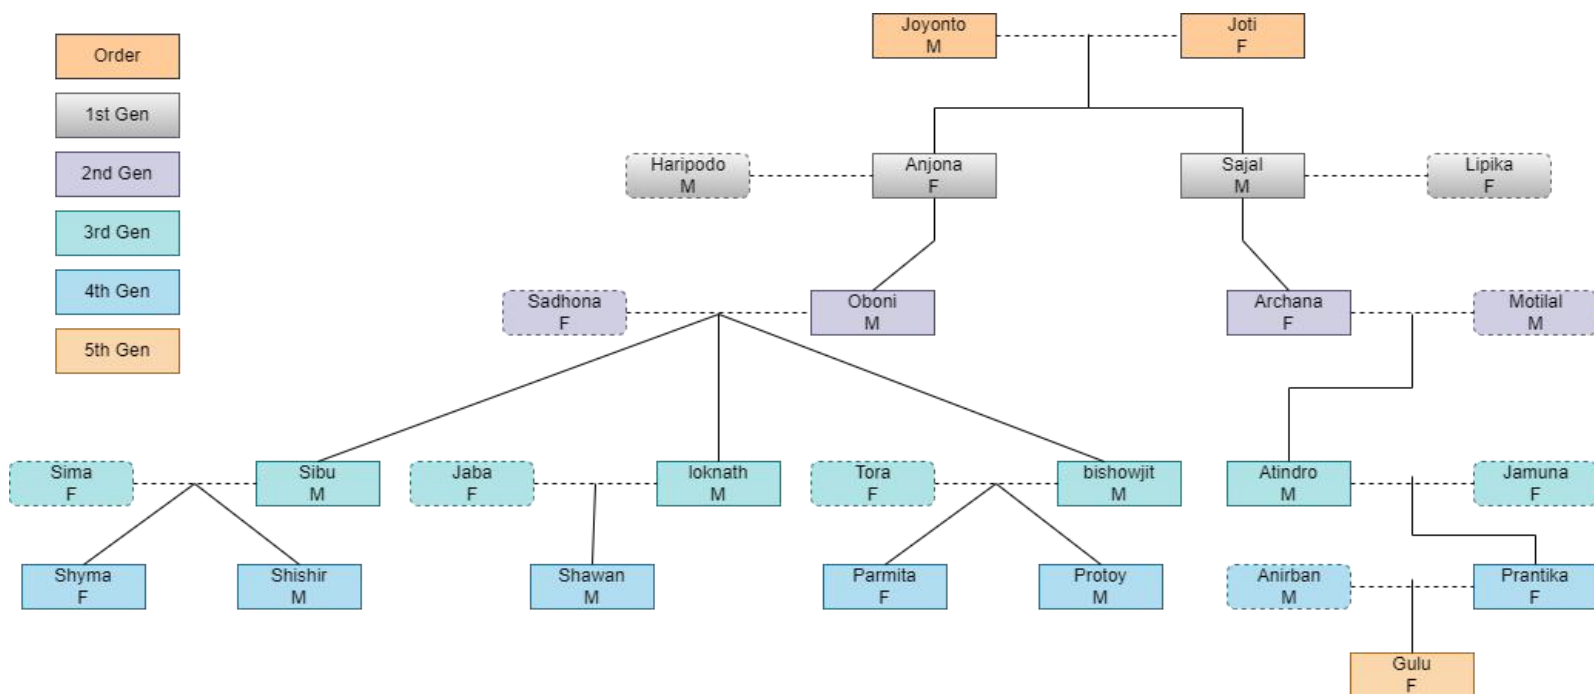 Joyonto
M
Joti
F
Order
1st Gen
2nd Gen
3rd Gen
4th Gen
5th Gen
Haripodo
M
Anjona
F
Sajal
M
Lipika
F
Sadhona
F
Oboni
M
Archana
F
Motilal
M
Sima
F
Sibu
M
Jaba
F
loknath
M
Tora
F
bishowjit
M
Atindro
M
Jamuna
F
Shyma
F
Shishir
M
Shawan
M
Parmita
F
Protoy
M
Anirban
M
Prantika
F
Gulu
F